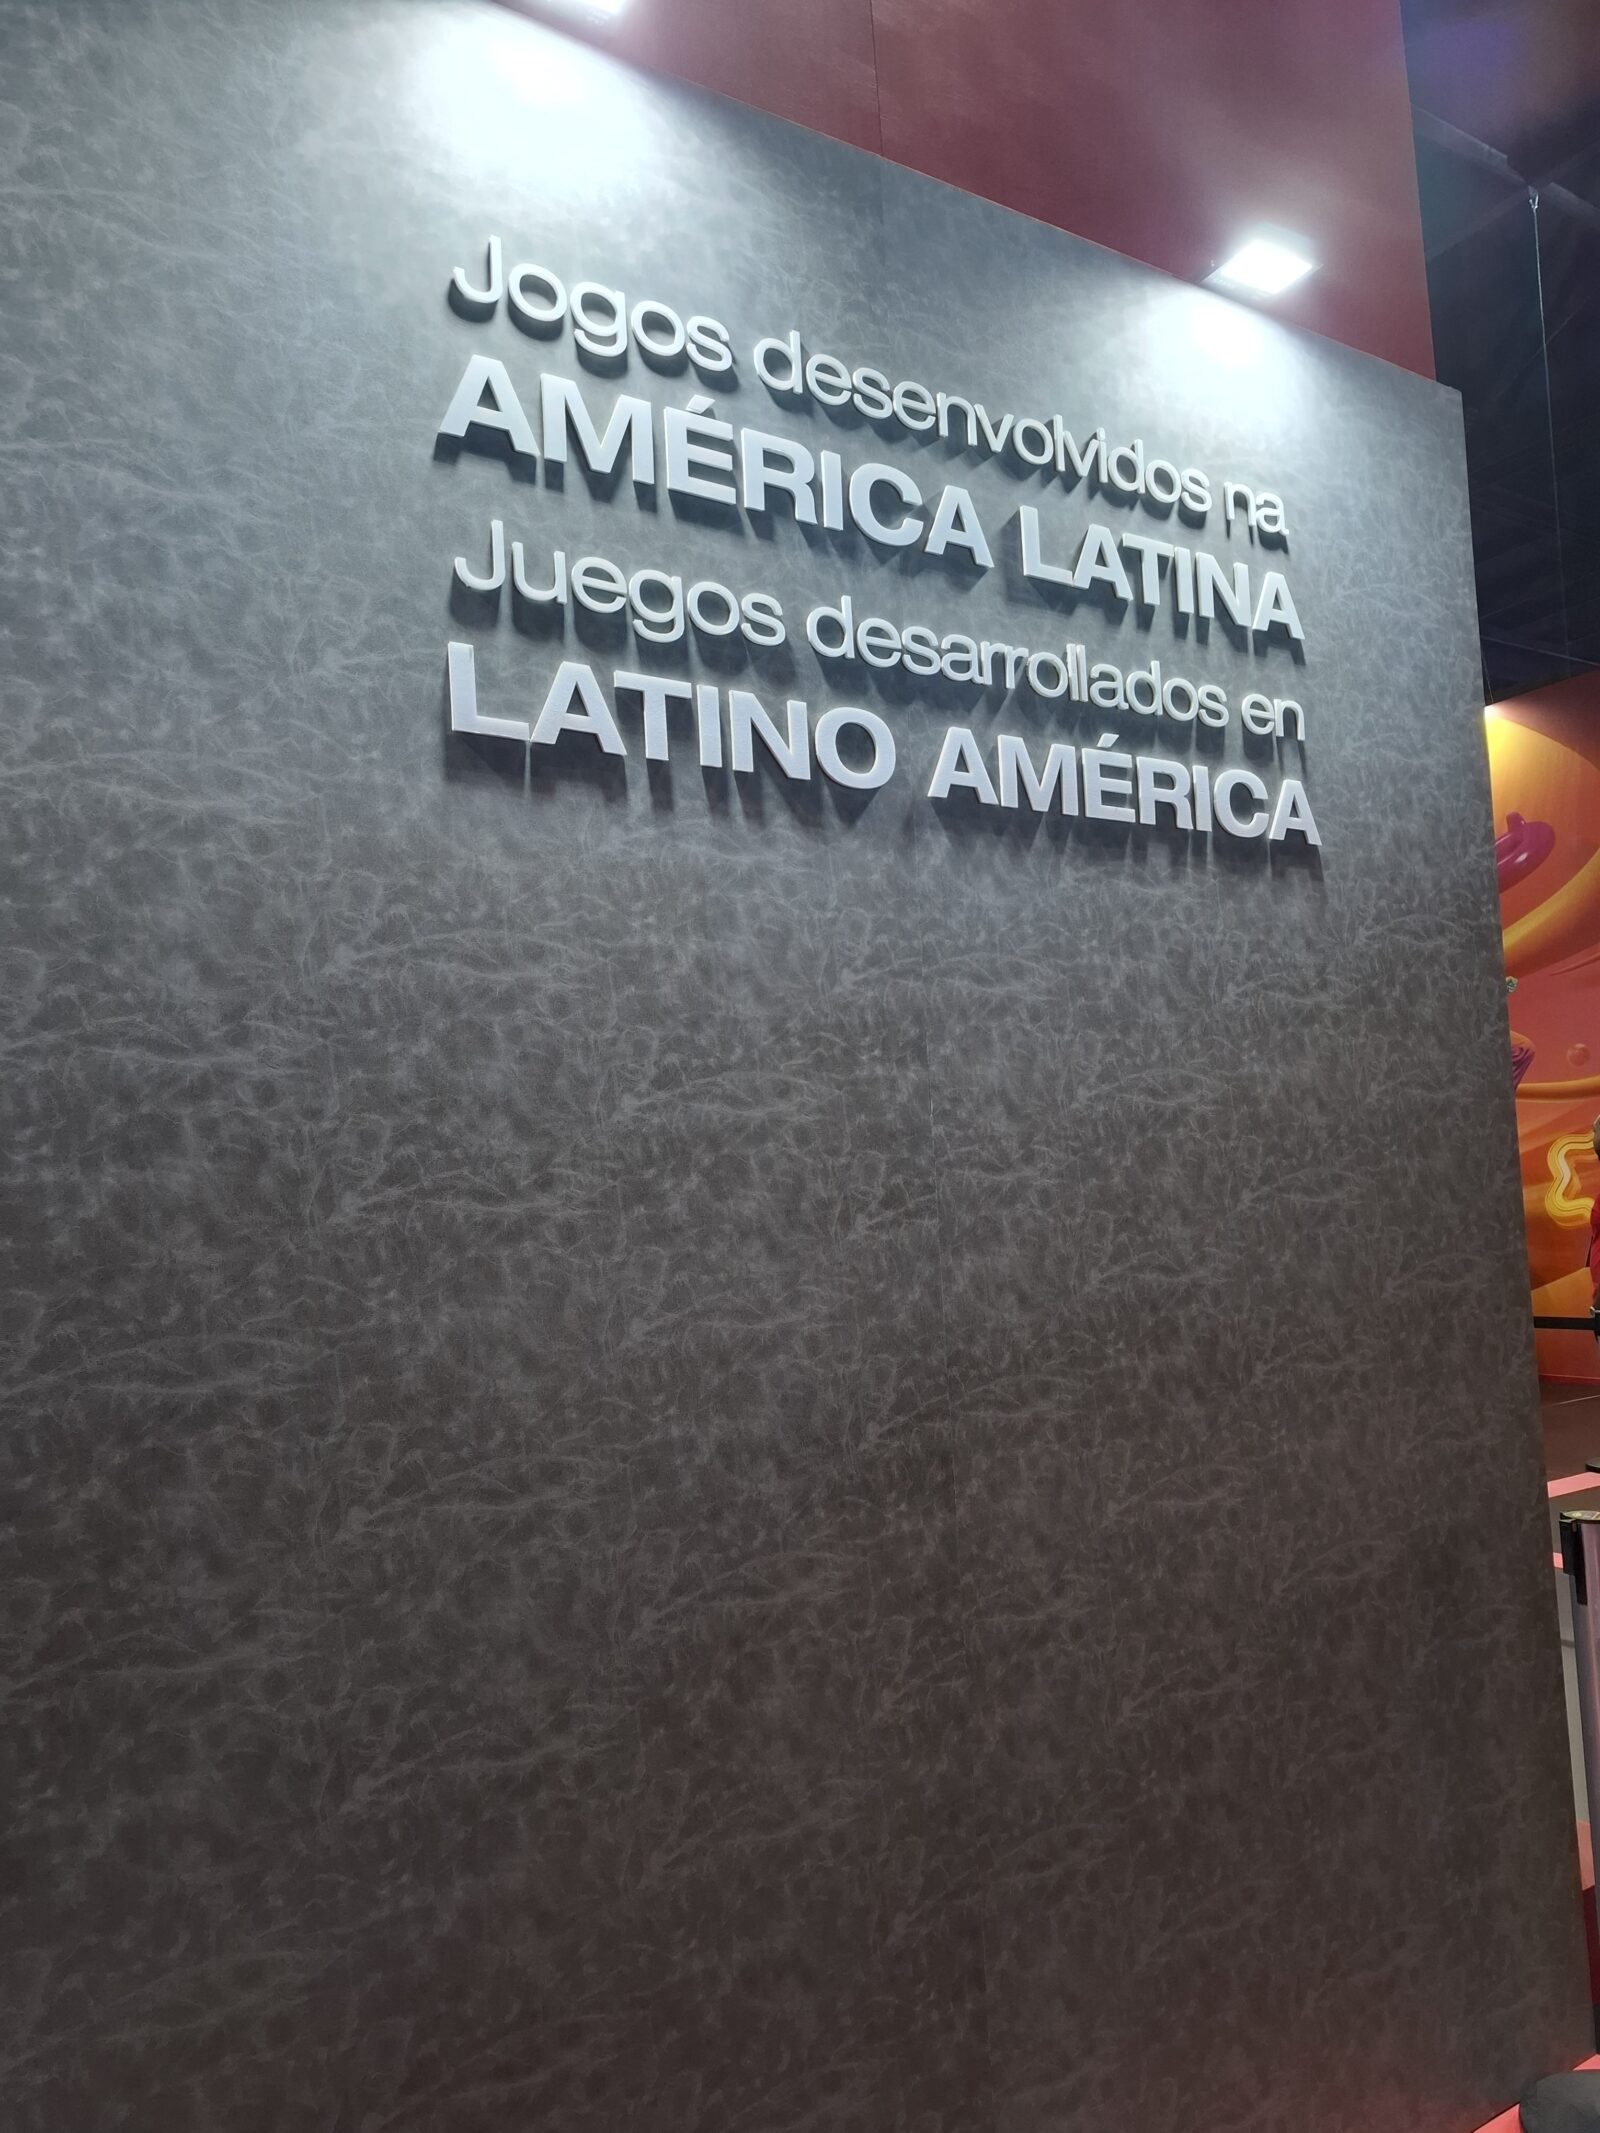 Jogos desenvolvidos na
AMÉRICA LATINA
Juegos desarrollados en
LATINO AMÉRICA